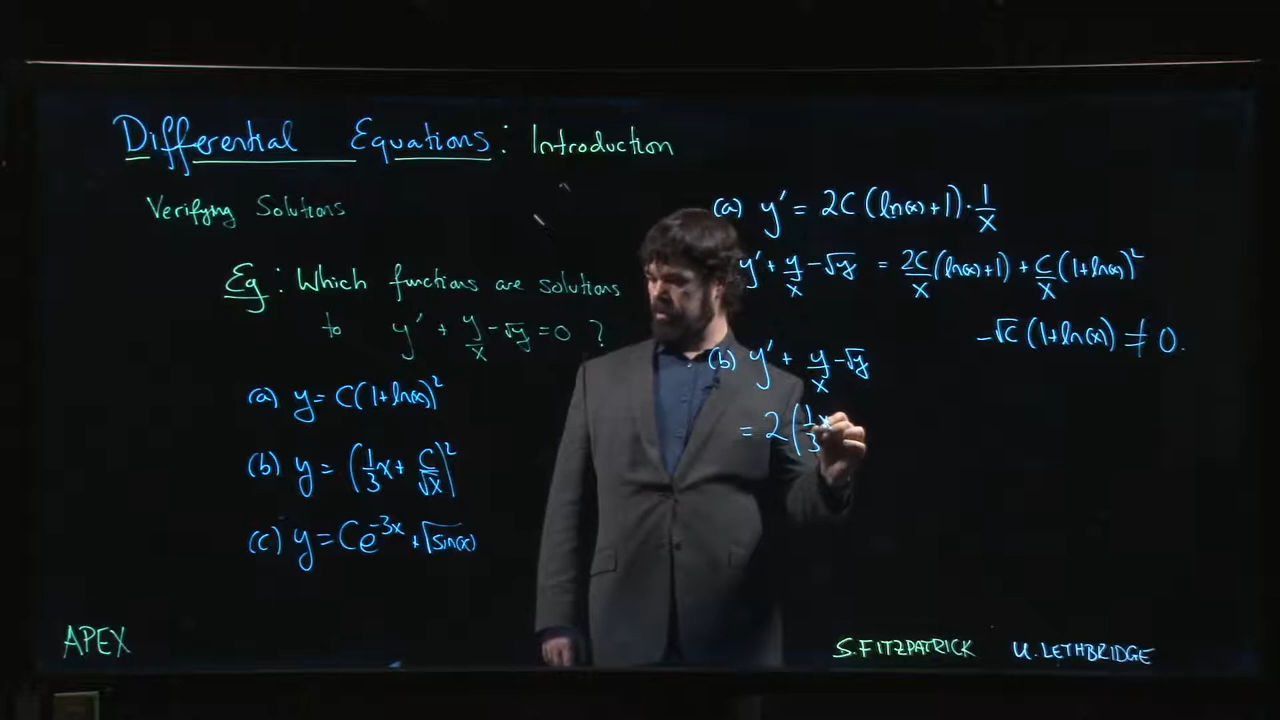 Differential Equations: Introduction
Verifying Solutions
Eg: Which functions are solutions
to y' + y/x - √y = 0 ?
(a) y = C(1+ln(x))²
(b) y = (1/3 x + C/√x)²
(c) y = Ce^(-3x) + √sin(x)
(a) y' = 2C (ln(x)+1)·1/x
y' + y/x - √y = 2C/x (ln(x)+1) + C/x (1+ln(x))²
-√C (1+ln(x)) ≠ 0.
(b) y' + y/x - √y
= 2(1/3 x
APEX
S.FITZPATRICK U.LETHBRIDGE